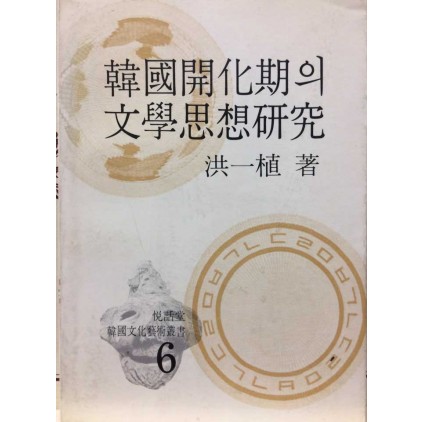 韓國開化期의
文學思想硏究
洪一植 著
悅話堂
韓國文化藝術叢書
6